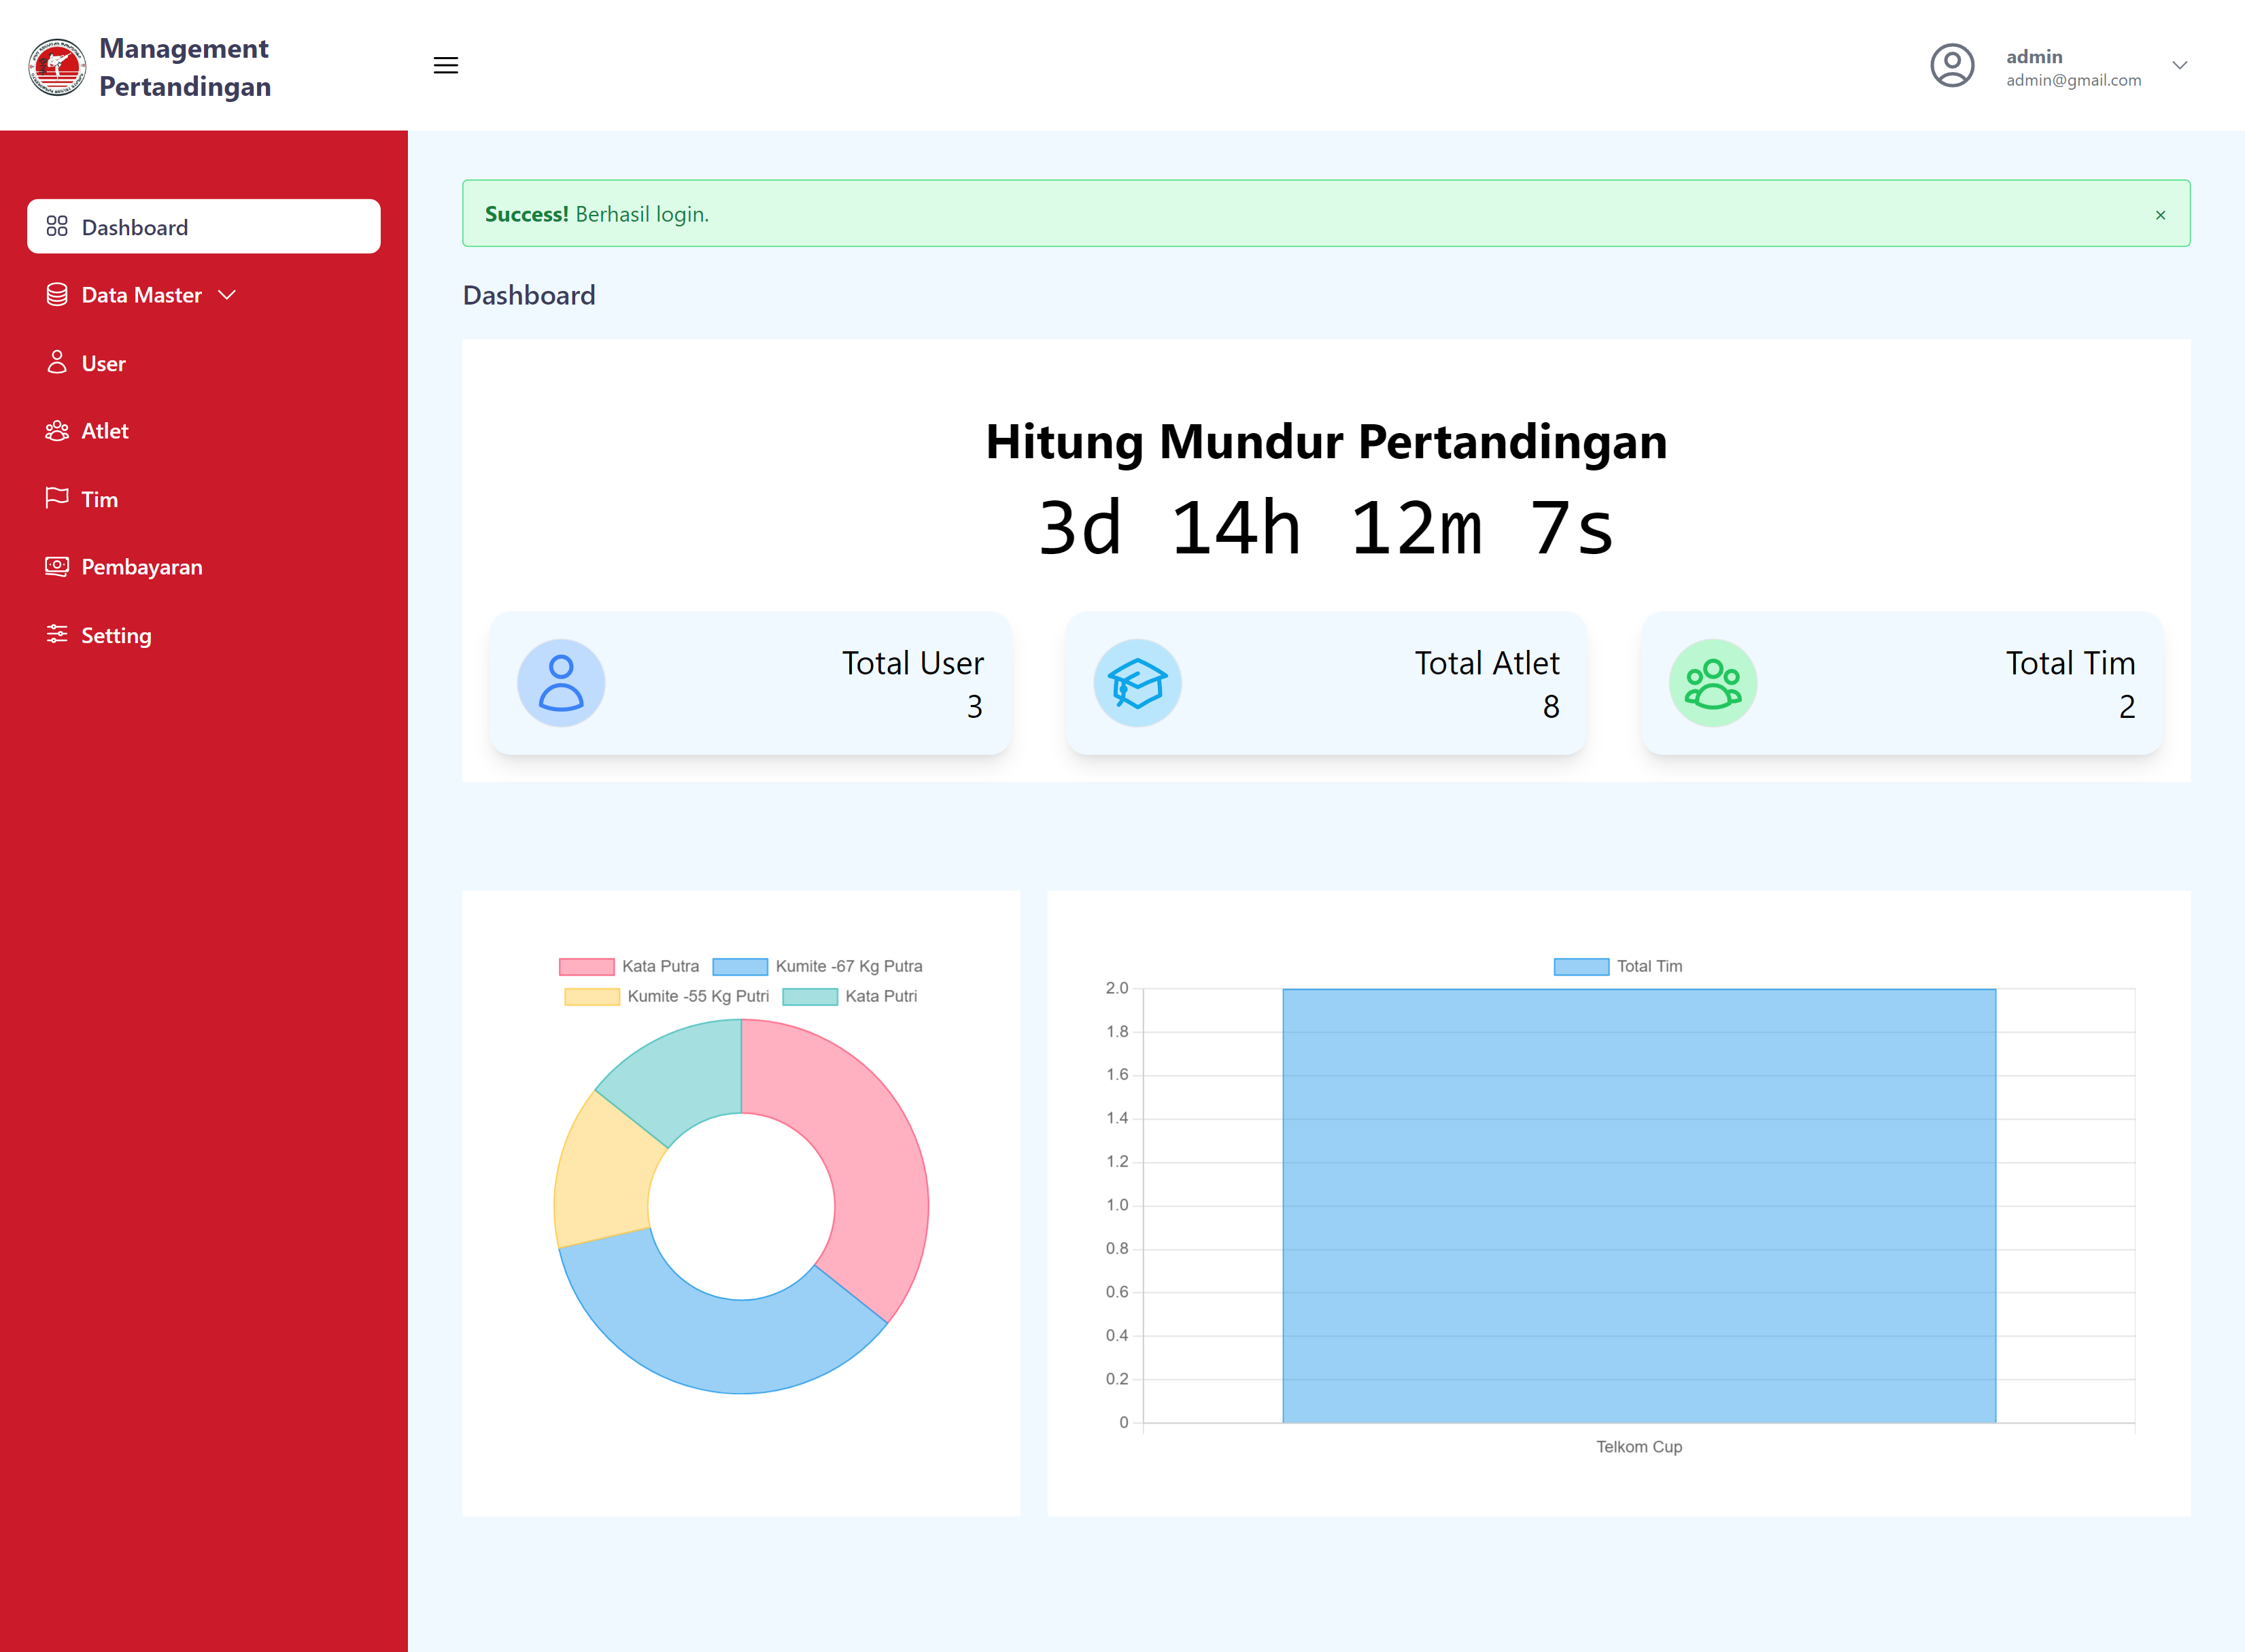 Management
Pertandingan
admin
admin@gmail.com
Dashboard
Data Master
User
Atlet
Tim
Pembayaran
Setting
Success! Berhasil login.
×
Dashboard
Hitung Mundur Pertandingan
3d 14h 12m 7s
Total User
3
Total Atlet
8
Total Tim
2
Kata Putra
Kumite -67 Kg Putra
Kumite -55 Kg Putri
Kata Putri
Total Tim
2.0
1.8
1.6
1.4
1.2
1.0
0.8
0.6
0.4
0.2
0
Telkom Cup